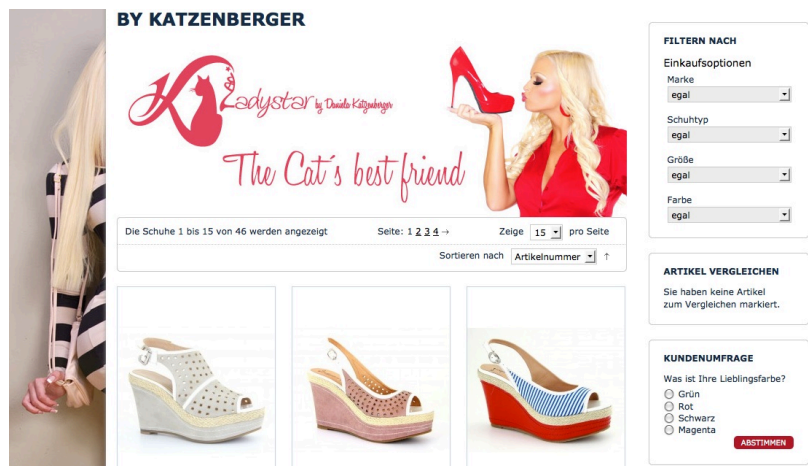 BY KATZENBERGER
Ladystar by Daniela Katzenberger
The Cat´s best friend
Die Schuhe 1 bis 15 von 46 werden angezeigt
Seite: 1 2 3 4 →
Zeige 15 pro Seite
Sortieren nach Artikelnummer ↑
FILTERN NACH
Einkaufsoptionen
Marke
egal
Schuhtyp
egal
Größe
egal
Farbe
egal
ARTIKEL VERGLEICHEN
Sie haben keine Artikel
zum Vergleichen markiert.
KUNDENUMFRAGE
Was ist Ihre Lieblingsfarbe?
Grün
Rot
Schwarz
Magenta
ABSTIMMEN